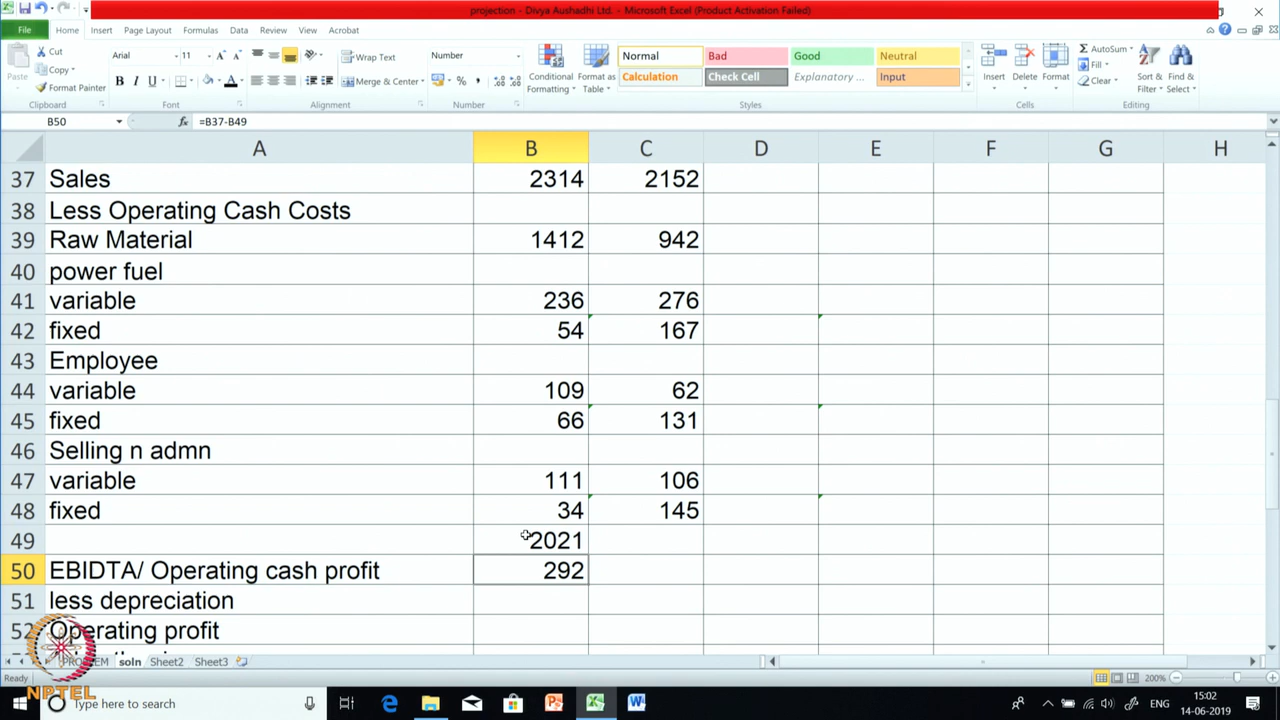 projection - Divya Aushadhi Ltd. - Microsoft Excel (Product Activation Failed)
File Home Insert Page Layout Formulas Data Review View Acrobat
Cut
Copy
Format Painter
Paste
Clipboard
Arial 11
B I U
Font
Wrap Text
Merge & Center
Alignment
Number
%
Number
Conditional Formatting
Format as Table
Normal Bad Good Neutral
Calculation Check Cell Explanatory ... Input
Styles
Insert Delete Format
Cells
AutoSum
Fill
Clear
Sort & Filter
Find & Select
Editing
B50 fx =B37-B49
A B C D E F G H
37 Sales 2314 2152
38 Less Operating Cash Costs
39 Raw Material 1412 942
40 power fuel
41 variable 236 276
42 fixed 54 167
43 Employee
44 variable 109 62
45 fixed 66 131
46 Selling n admn
47 variable 111 106
48 fixed 34 145
49 2021
50 EBIDTA/ Operating cash profit 292
51 less depreciation
52 Operating profit
soln Sheet2 Sheet3
Ready 200%
NPTEL
Type here to search
ENG
15:02
14-06-2019